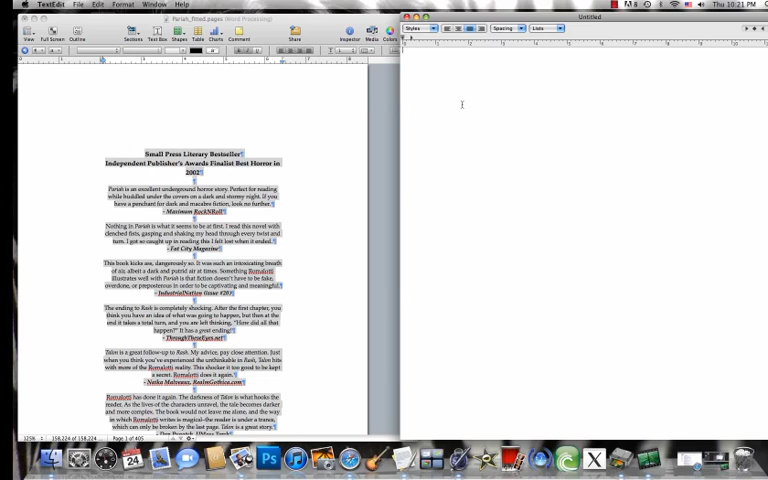 TextEdit File Edit Format Window Help
8 Thu 10:21 PM
Pariah_fitted.pages (Word Processing)
Untitled
View Full Screen Outline Sections Text Box Shapes Table Charts Comment Share Inspector Media Colors
Styles Spacing Lists
Small Press Literary Bestseller
Independent Publisher's Awards Finalist Best Horror in
2002
Pariah is an excellent underground horror story. Perfect for reading
while huddled under the covers on a dark and stormy night. If you
have a penchant for dark and macabre fiction, look no further.
- Maximum RockNRoll
Nothing in Pariah is what it seems to be at first. I read this novel with
clenched fists, gasping and shaking my head through every twist and
turn. I got so caught up in reading this I felt lost when it ended.
- Fat City Magazine
This book kicks ass, dangerously so. It was such an intoxicating breath
of air, albeit a dark and putrid air at times. Something Romalotti
illustrates well with Pariah is that fiction doesn't have to be fake,
overdone, or preposterous in order to be captivating and meaningful.
- IndustrialNation (issue #20)
The ending to Rash is completely shocking. After the first chapter, you
think you have an idea of what was going to happen, but then at the
end it takes a total turn, and you are left thinking, "How did all that
happen?" It has a great ending!
- ThroughTheseEyes.net
Talon is a great follow-up to Rash. My advice, pay close attention. Just
when you think you've experienced the unthinkable in Rash, Talon hits
with more of the Romalotti reality. This shocker it too good to be kept
a secret. Romalotti does it again.
- Naika Malveaux, RealmGothica.com
Romalotti has done it again. The darkness of Talon is what hooks the
reader. As the lives of the characters unravel, the tale becomes darker
and more complex. The book would not leave me alone, and the way
in which Romalotti writes is magical-the reader is under a trance,
which can only be broken by the last page. Talon is a great story.
125% 158,224 of 158,224 Page 1 of 405
24
Ps
X